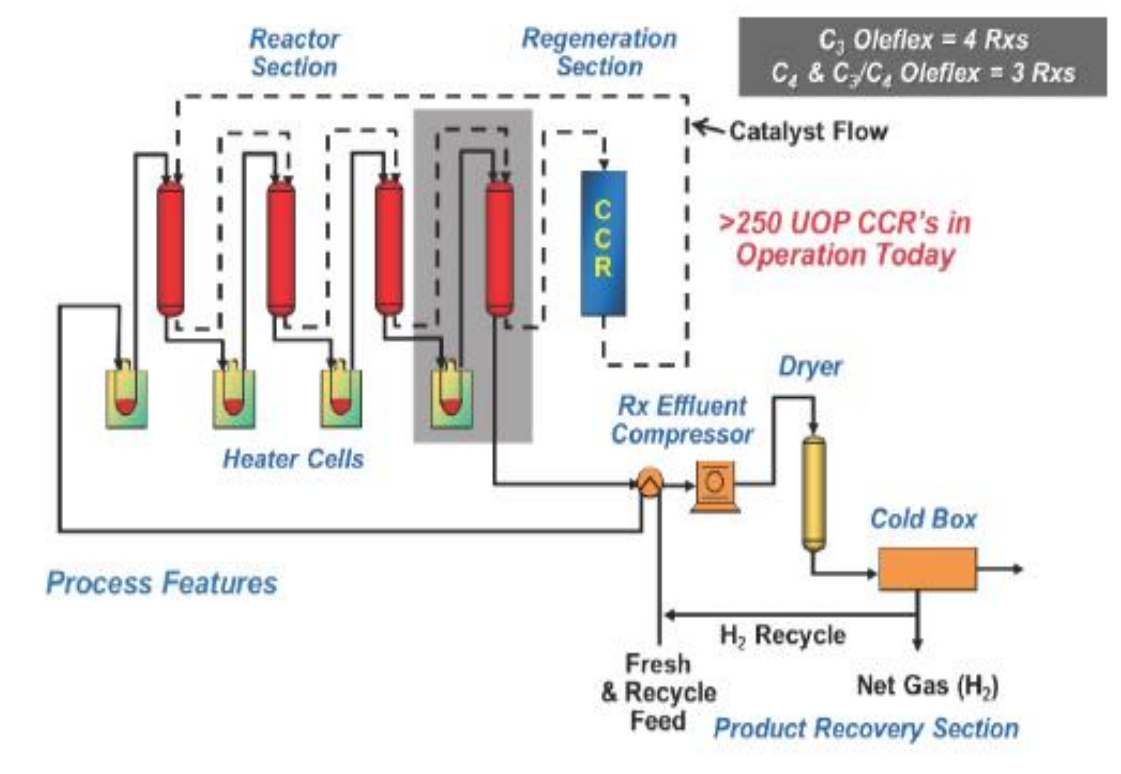 Reactor
Section
Regeneration
Section
C₃ Oleflex = 4 Rxs
C₄ & C₃/C₄ Oleflex = 3 Rxs
Catalyst Flow
C
C
R
>250 UOP CCR's in
Operation Today
Dryer
Rx Effluent
Compressor
Heater Cells
Cold Box
Process Features
H₂ Recycle
Fresh
& Recycle
Feed
Net Gas (H₂)
Product Recovery Section